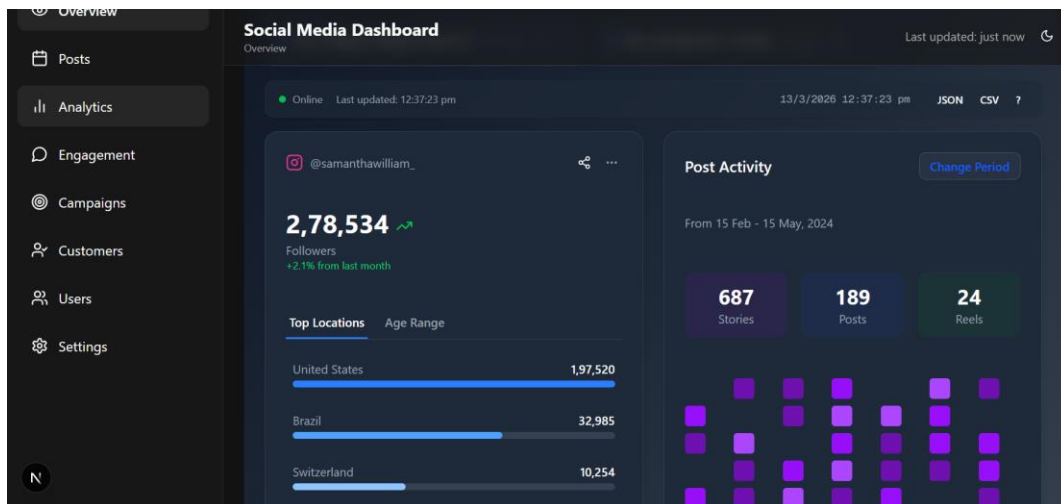 Overview
Posts
Analytics
Engagement
Campaigns
Customers
Users
Settings
N
Social Media Dashboard
Overview
Last updated: just now
Online Last updated: 12:37:23 pm
13/3/2026 12:37:23 pm JSON CSV ?
@samanthawilliam_
2,78,534
Followers
+2.1% from last month
Top Locations Age Range
United States 1,97,520
Brazil 32,985
Switzerland 10,254
Post Activity Change Period
From 15 Feb - 15 May, 2024
687 189 24
Stories Posts Reels